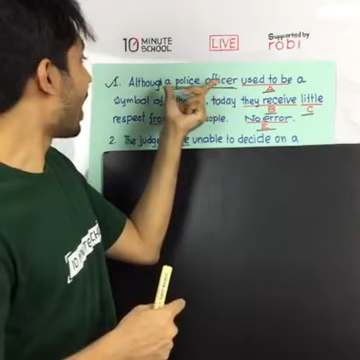 10 MINUTE SCHOOL
LIVE
Supported by
robi
1. Although a police officer used to be a
A
symbol of today they receive little
B
C
respect people. No error.
E
2. The judge unable to decide on a
10 MINUTE